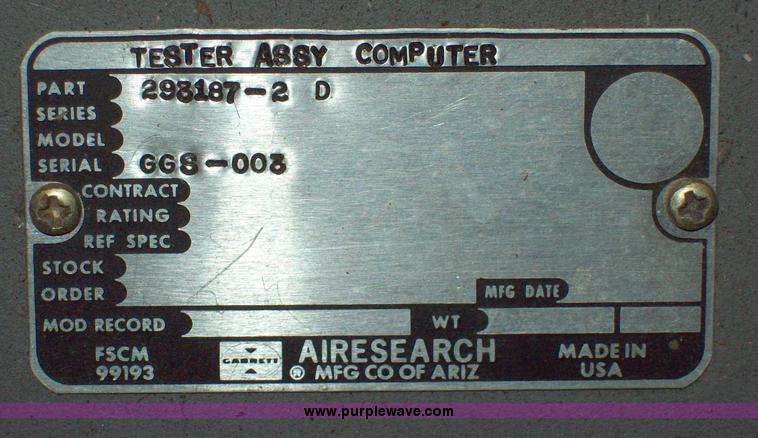 TESTER ASSY COMPUTER
PART 293187-2 D
SERIES
MODEL
SERIAL GGS-003
CONTRACT
RATING
REF SPEC
STOCK
ORDER
MFG DATE
MOD RECORD
WT
FSCM
99193
GARRETT
AIRESEARCH
® MFG CO OF ARIZ
MADE IN
USA
www.purplewave.com